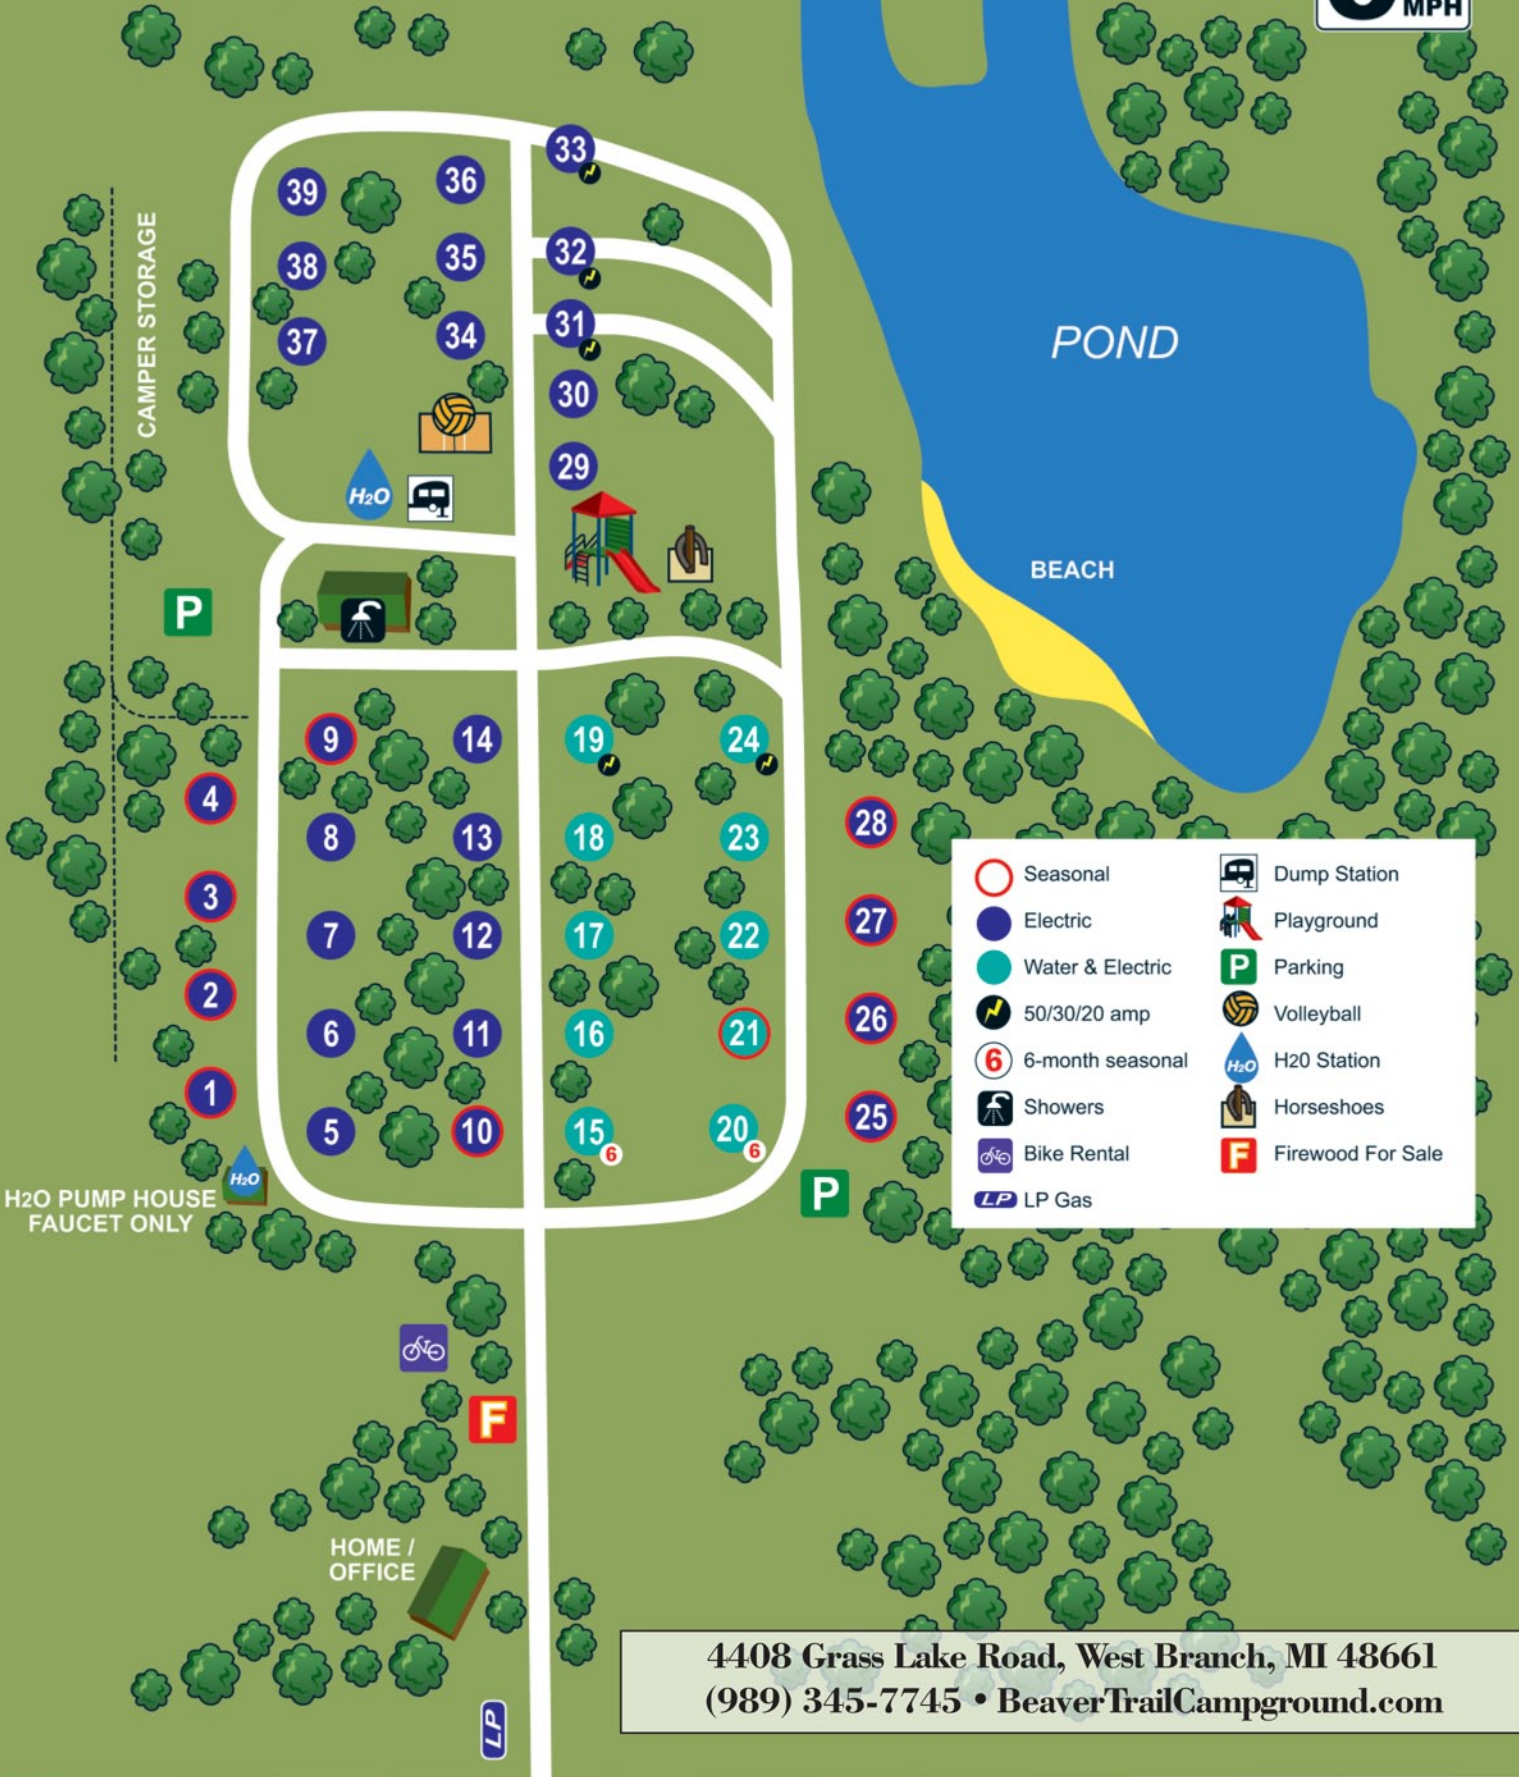 MPH
33
39
36
38
35
32
37
34
31
30
29
CAMPER STORAGE
POND
H2O
BEACH
P
9
14
19
24
4
8
13
18
23
28
3
7
12
17
22
27
2
6
11
16
21
26
1
5
10
15
6
20
6
25
H2O
H2O PUMP HOUSE
FAUCET ONLY
P
Seasonal
Electric
Water & Electric
50/30/20 amp
6
6-month seasonal
Showers
Bike Rental
LP
LP Gas
Dump Station
Playground
P
Parking
Volleyball
H2O
H20 Station
Horseshoes
F
Firewood For Sale
F
HOME /
OFFICE
LP
4408 Grass Lake Road, West Branch, MI 48661
(989) 345-7745 • BeaverTrailCampground.com